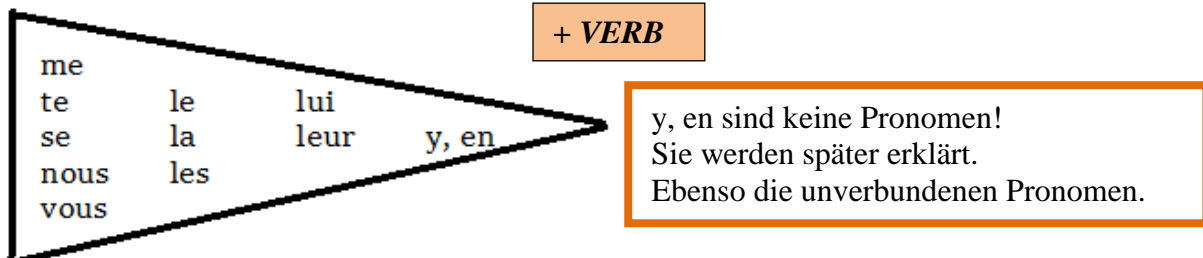 + VERB
me
te le lui
se la leur y, en
nous les
vous
y, en sind keine Pronomen!
Sie werden später erklärt.
Ebenso die unverbundenen Pronomen.